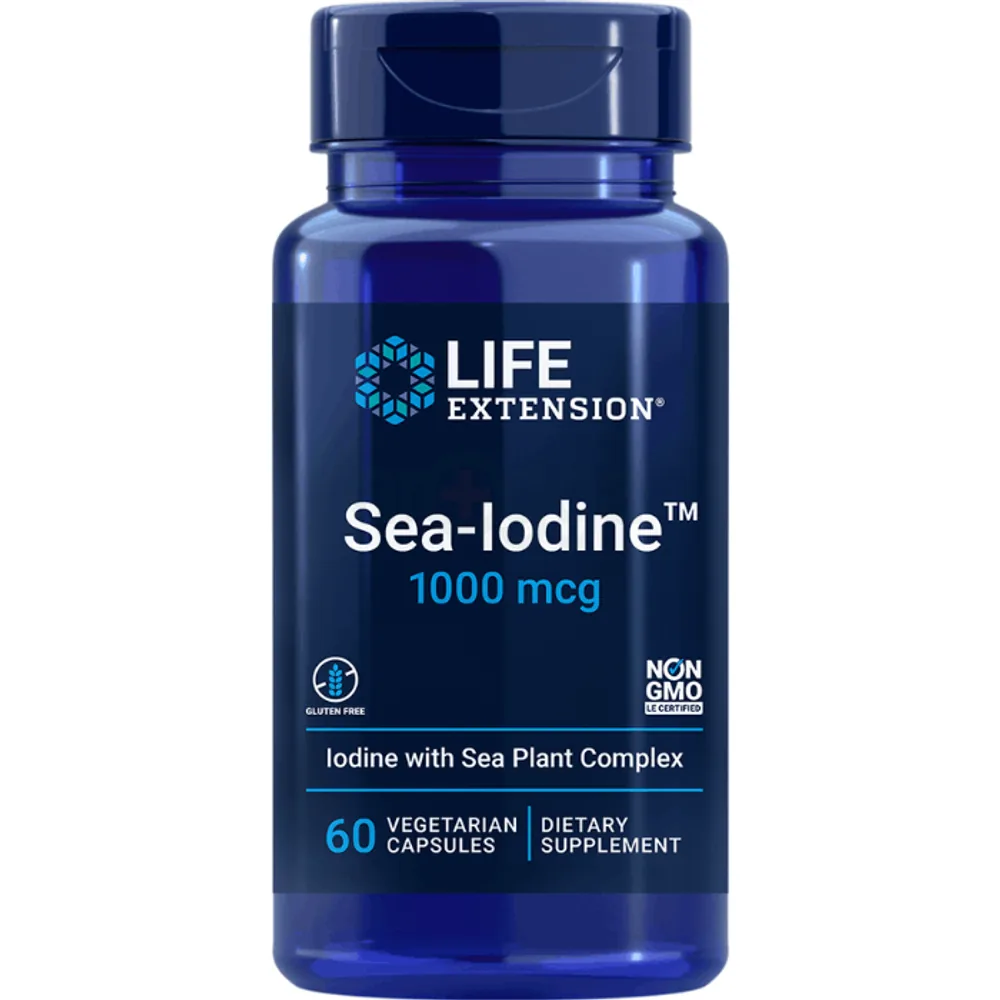 LIFE
EXTENSION®
Sea-Iodine™
1000 mcg
GLUTEN FREE
NON
GMO
LE CERTIFIED
Iodine with Sea Plant Complex
60 VEGETARIAN CAPSULES | DIETARY SUPPLEMENT